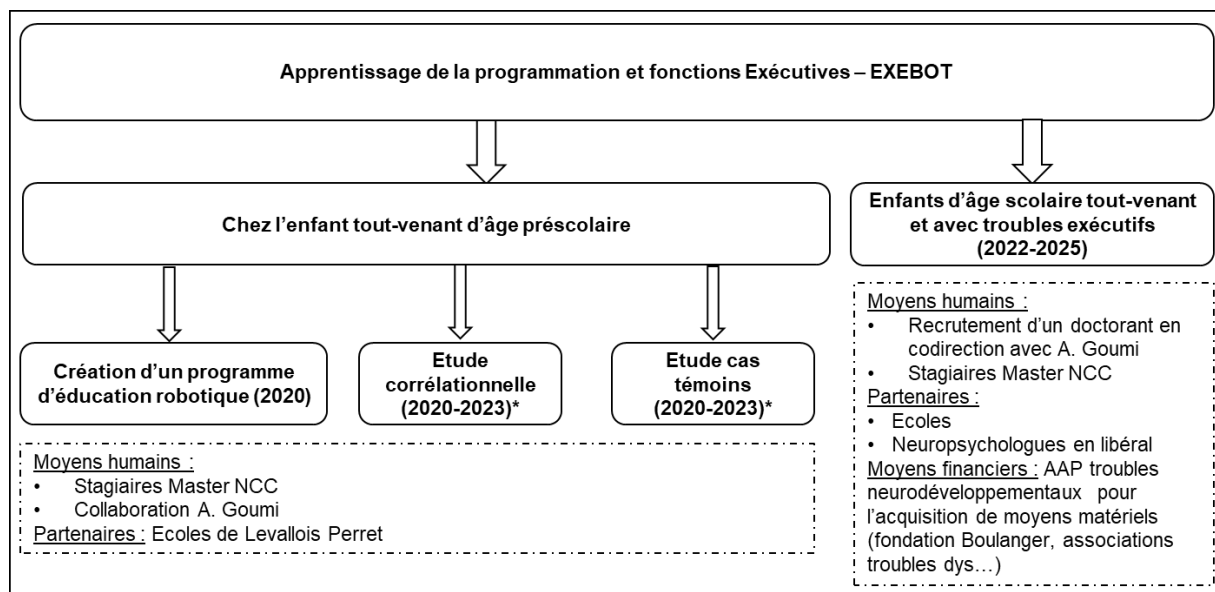 Apprentissage de la programmation et fonctions Exécutives – EXEBOT
Chez l'enfant tout-venant d'âge préscolaire
Enfants d'âge scolaire tout-venant
et avec troubles exécutifs
(2022-2025)
Création d'un programme
d'éducation robotique (2020)
Etude
corrélationnelle
(2020-2023)*
Etude cas
témoins
(2020-2023)*
Moyens humains :
• Stagiaires Master NCC
• Collaboration A. Goumi
Partenaires : Ecoles de Levallois Perret
Moyens humains :
• Recrutement d'un doctorant en
codirection avec A. Goumi
• Stagiaires Master NCC
Partenaires :
• Ecoles
• Neuropsychologues en libéral
Moyens financiers : AAP troubles
neurodéveloppementaux pour
l'acquisition de moyens matériels
(fondation Boulanger, associations
troubles dys…)